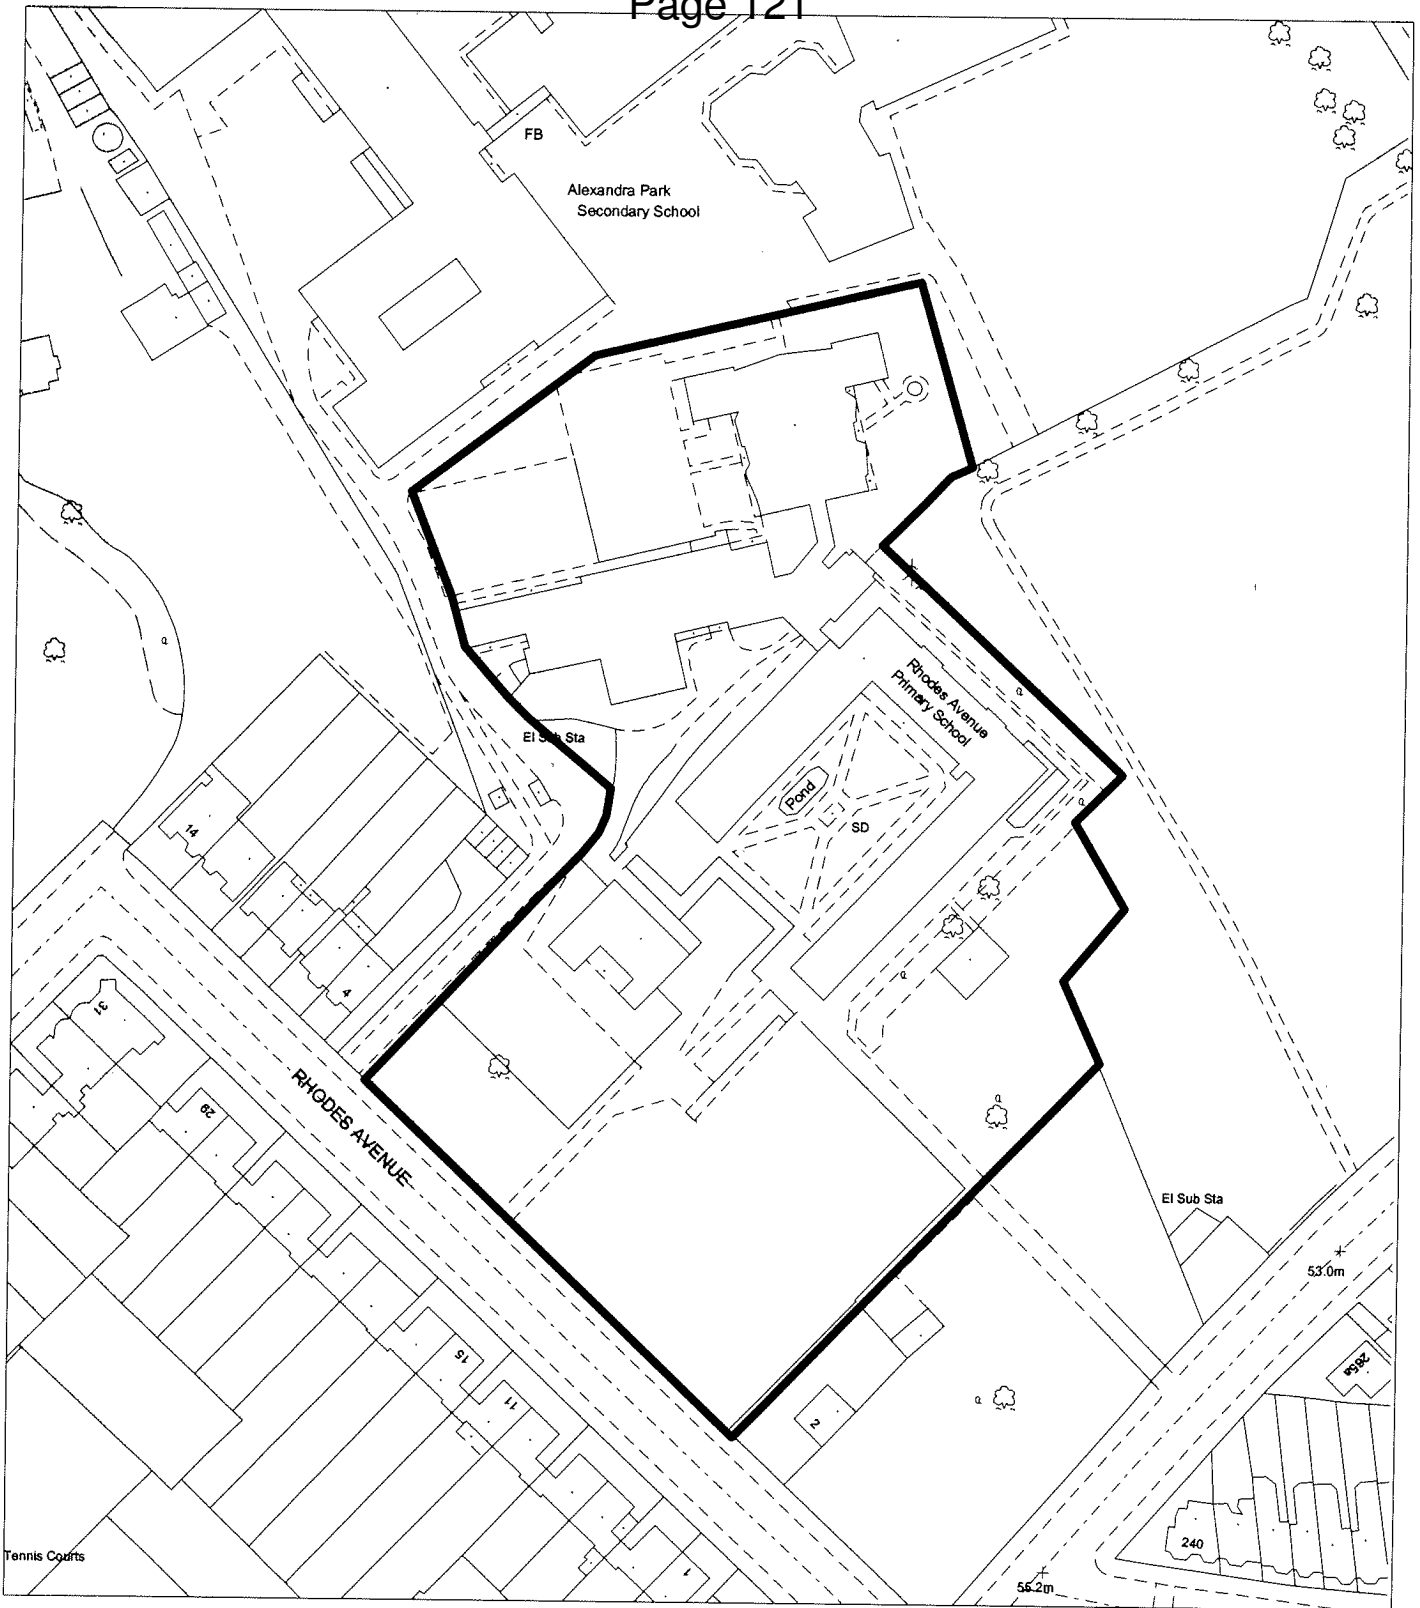 Page 121
FB
Alexandra Park
Secondary School
Rhodes Avenue
Primary School
El Sub Sta
Pond
SD
14
4
31
29
RHODES AVENUE
El Sub Sta
53.0m
265a
15
11
2
1
240
Tennis Courts
55.2m